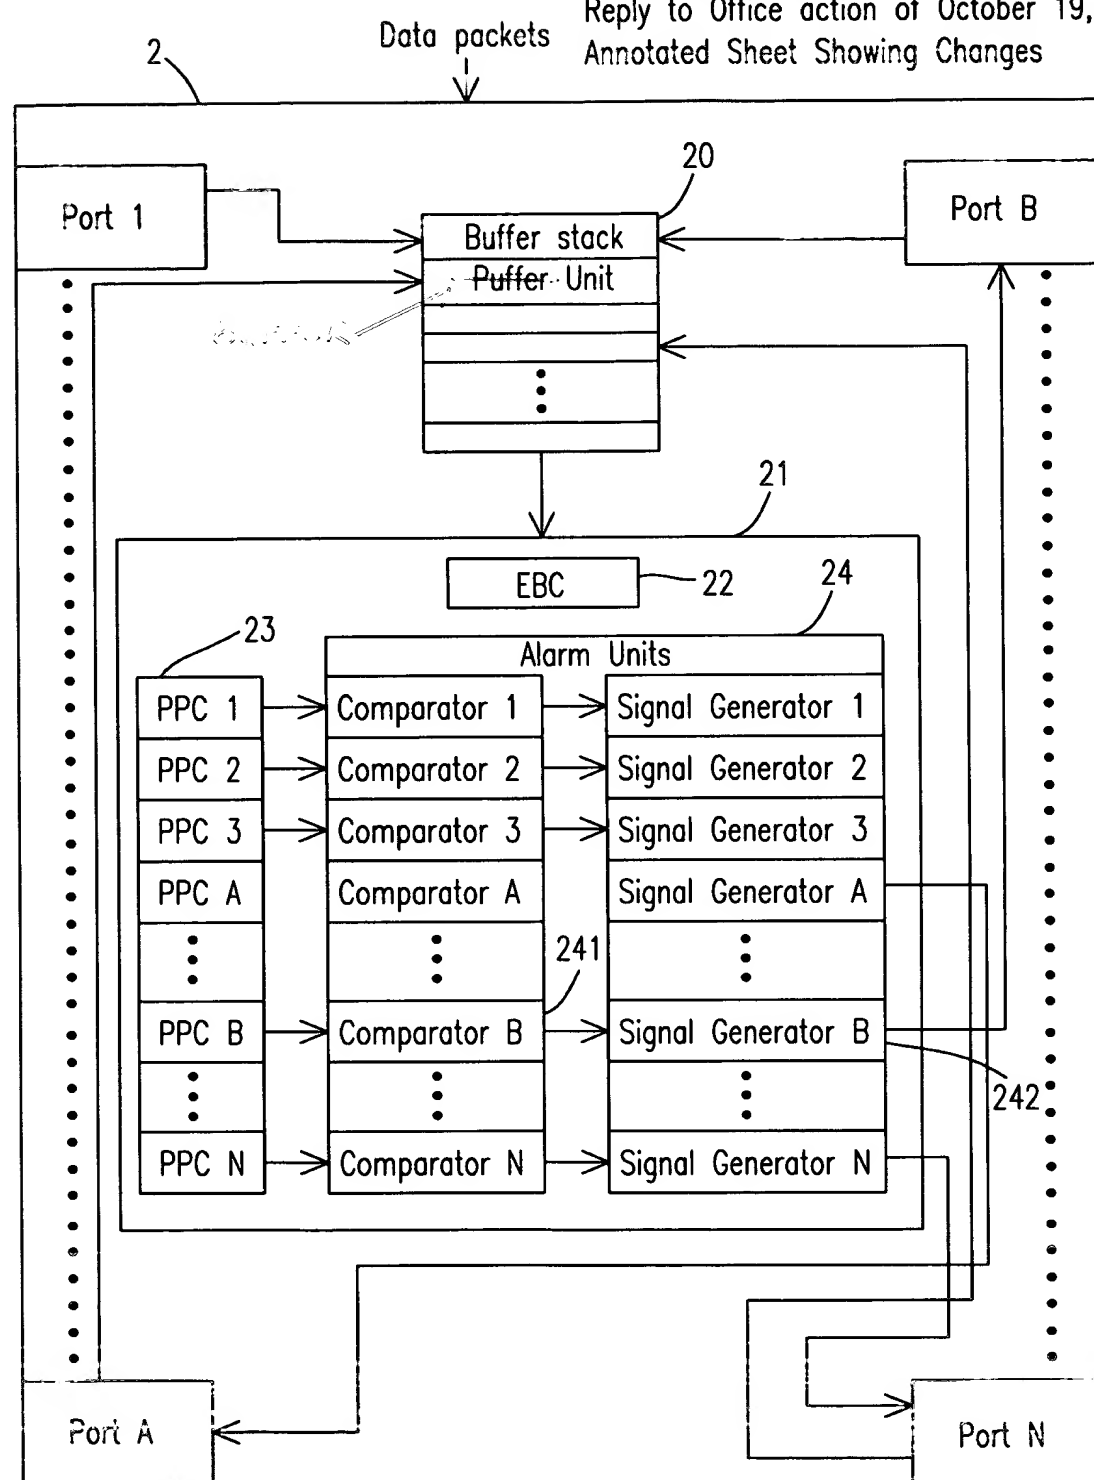 Reply to Office action of October 19,
Annotated Sheet Showing Changes
Data packets
2
20
Port 1
Port B
Buffer stack
Puffer Unit
21
EBC
22
24
23
Alarm Units
PPC 1
Comparator 1
Signal Generator 1
PPC 2
Comparator 2
Signal Generator 2
PPC 3
Comparator 3
Signal Generator 3
PPC A
Comparator A
Signal Generator A
241
PPC B
Comparator B
Signal Generator B
242
PPC N
Comparator N
Signal Generator N
Port A
Port N